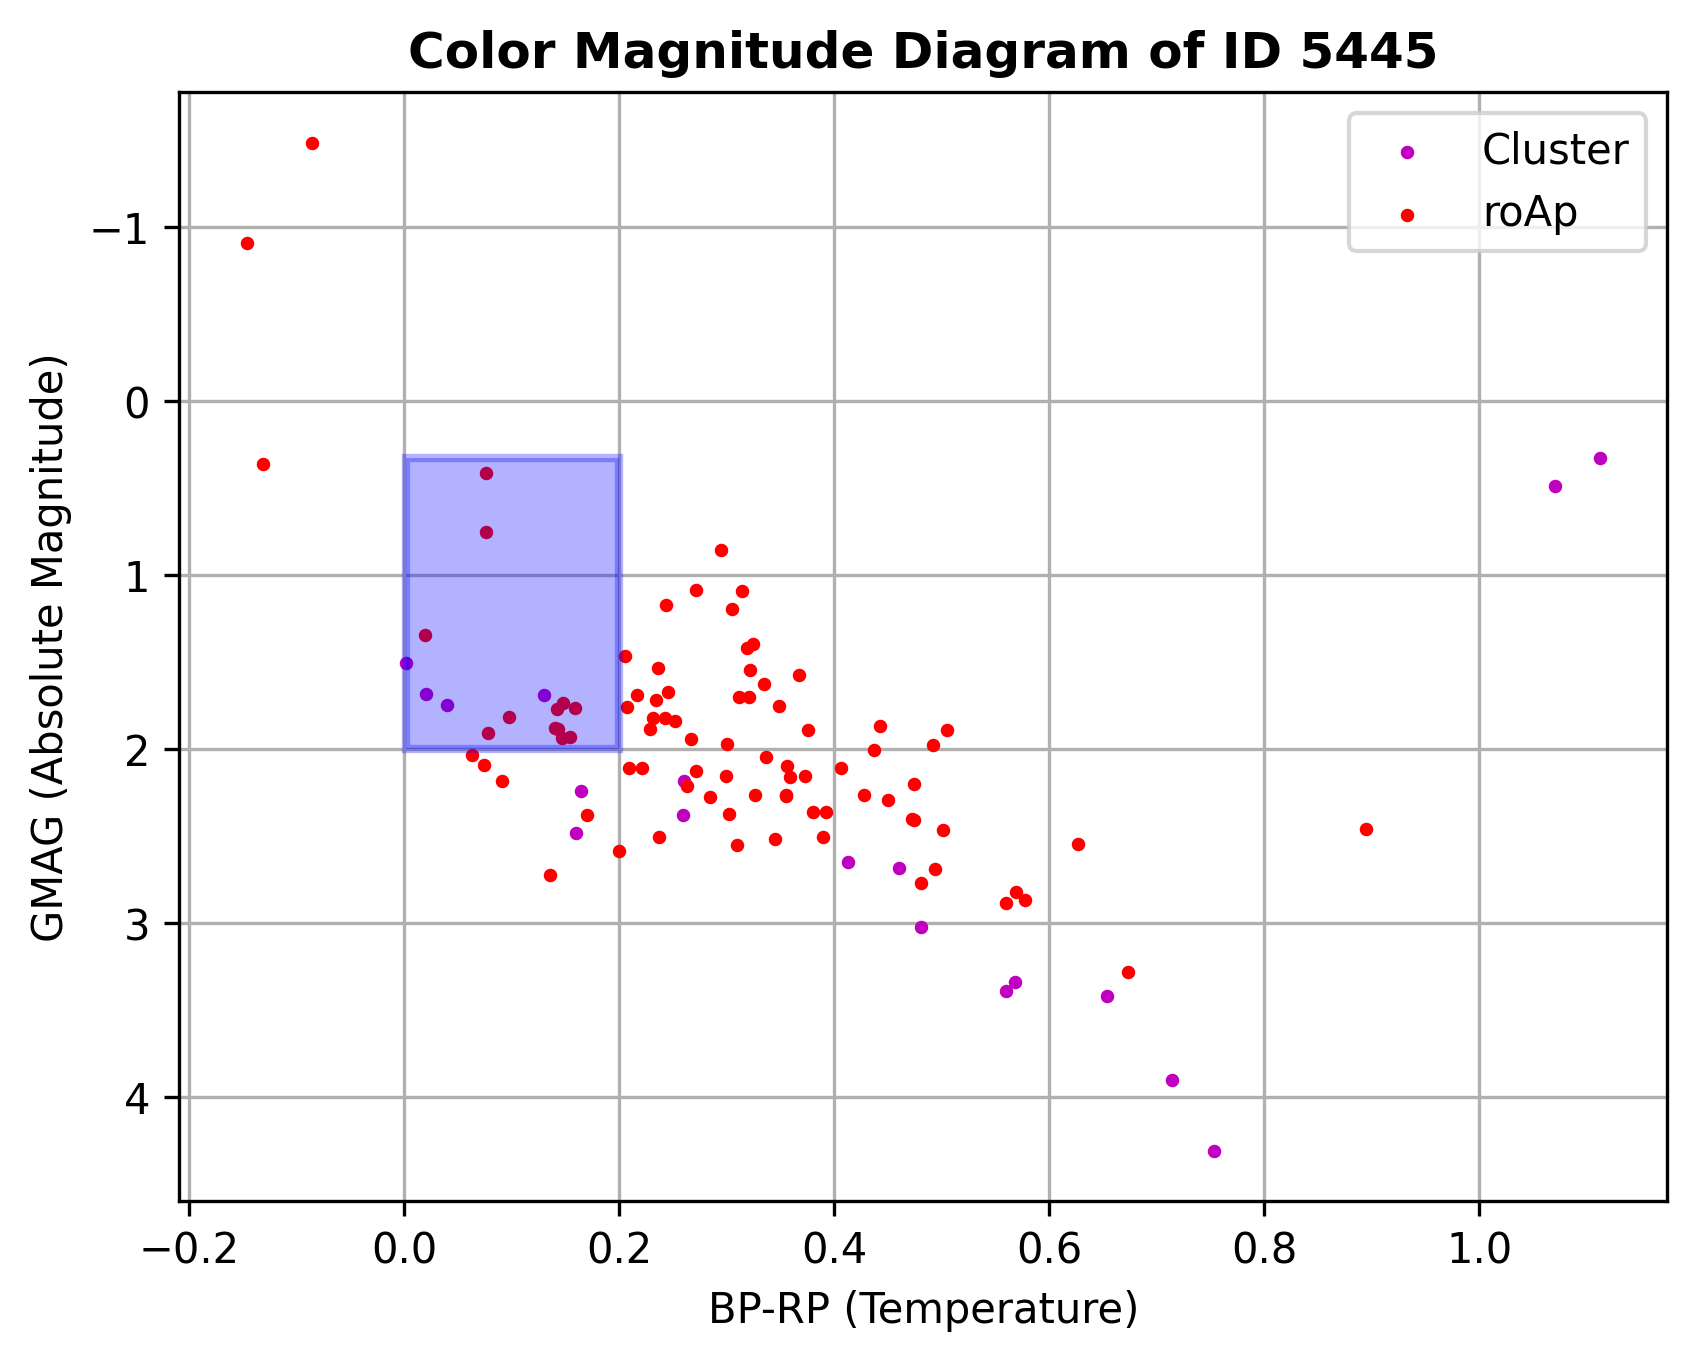 Color Magnitude Diagram of ID 5445
Cluster
roAp
−1
0
1
2
3
4
GMAG (Absolute Magnitude)
−0.2 0.0 0.2 0.4 0.6 0.8 1.0
BP-RP (Temperature)